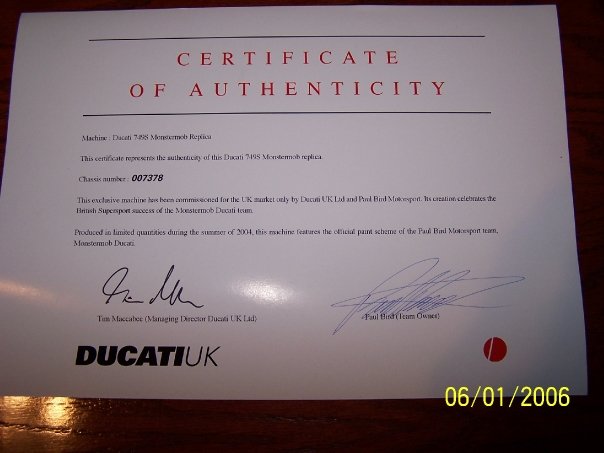 CERTIFICATE
OF AUTHENTICITY
Machine : Ducati 749S Monstermob Replica
This certificate represents the authenticity of this Ducati 749S Monstermob replica.
Chassis number : 007378
This exclusive machine has been commissioned for the UK market only by Ducati UK Ltd and Paul Bird Motorsport. Its creation celebrates the
British Supersport success of the Monstermob Ducati team.
Produced in limited quantities during the summer of 2004, this machine features the official paint scheme of the Paul Bird Motorsport team,
Monstermob Ducati.
Tim Maccabee (Managing Director Ducati UK Ltd)
Paul Bird (Team Owner)
DUCATIUK
06/01/2006